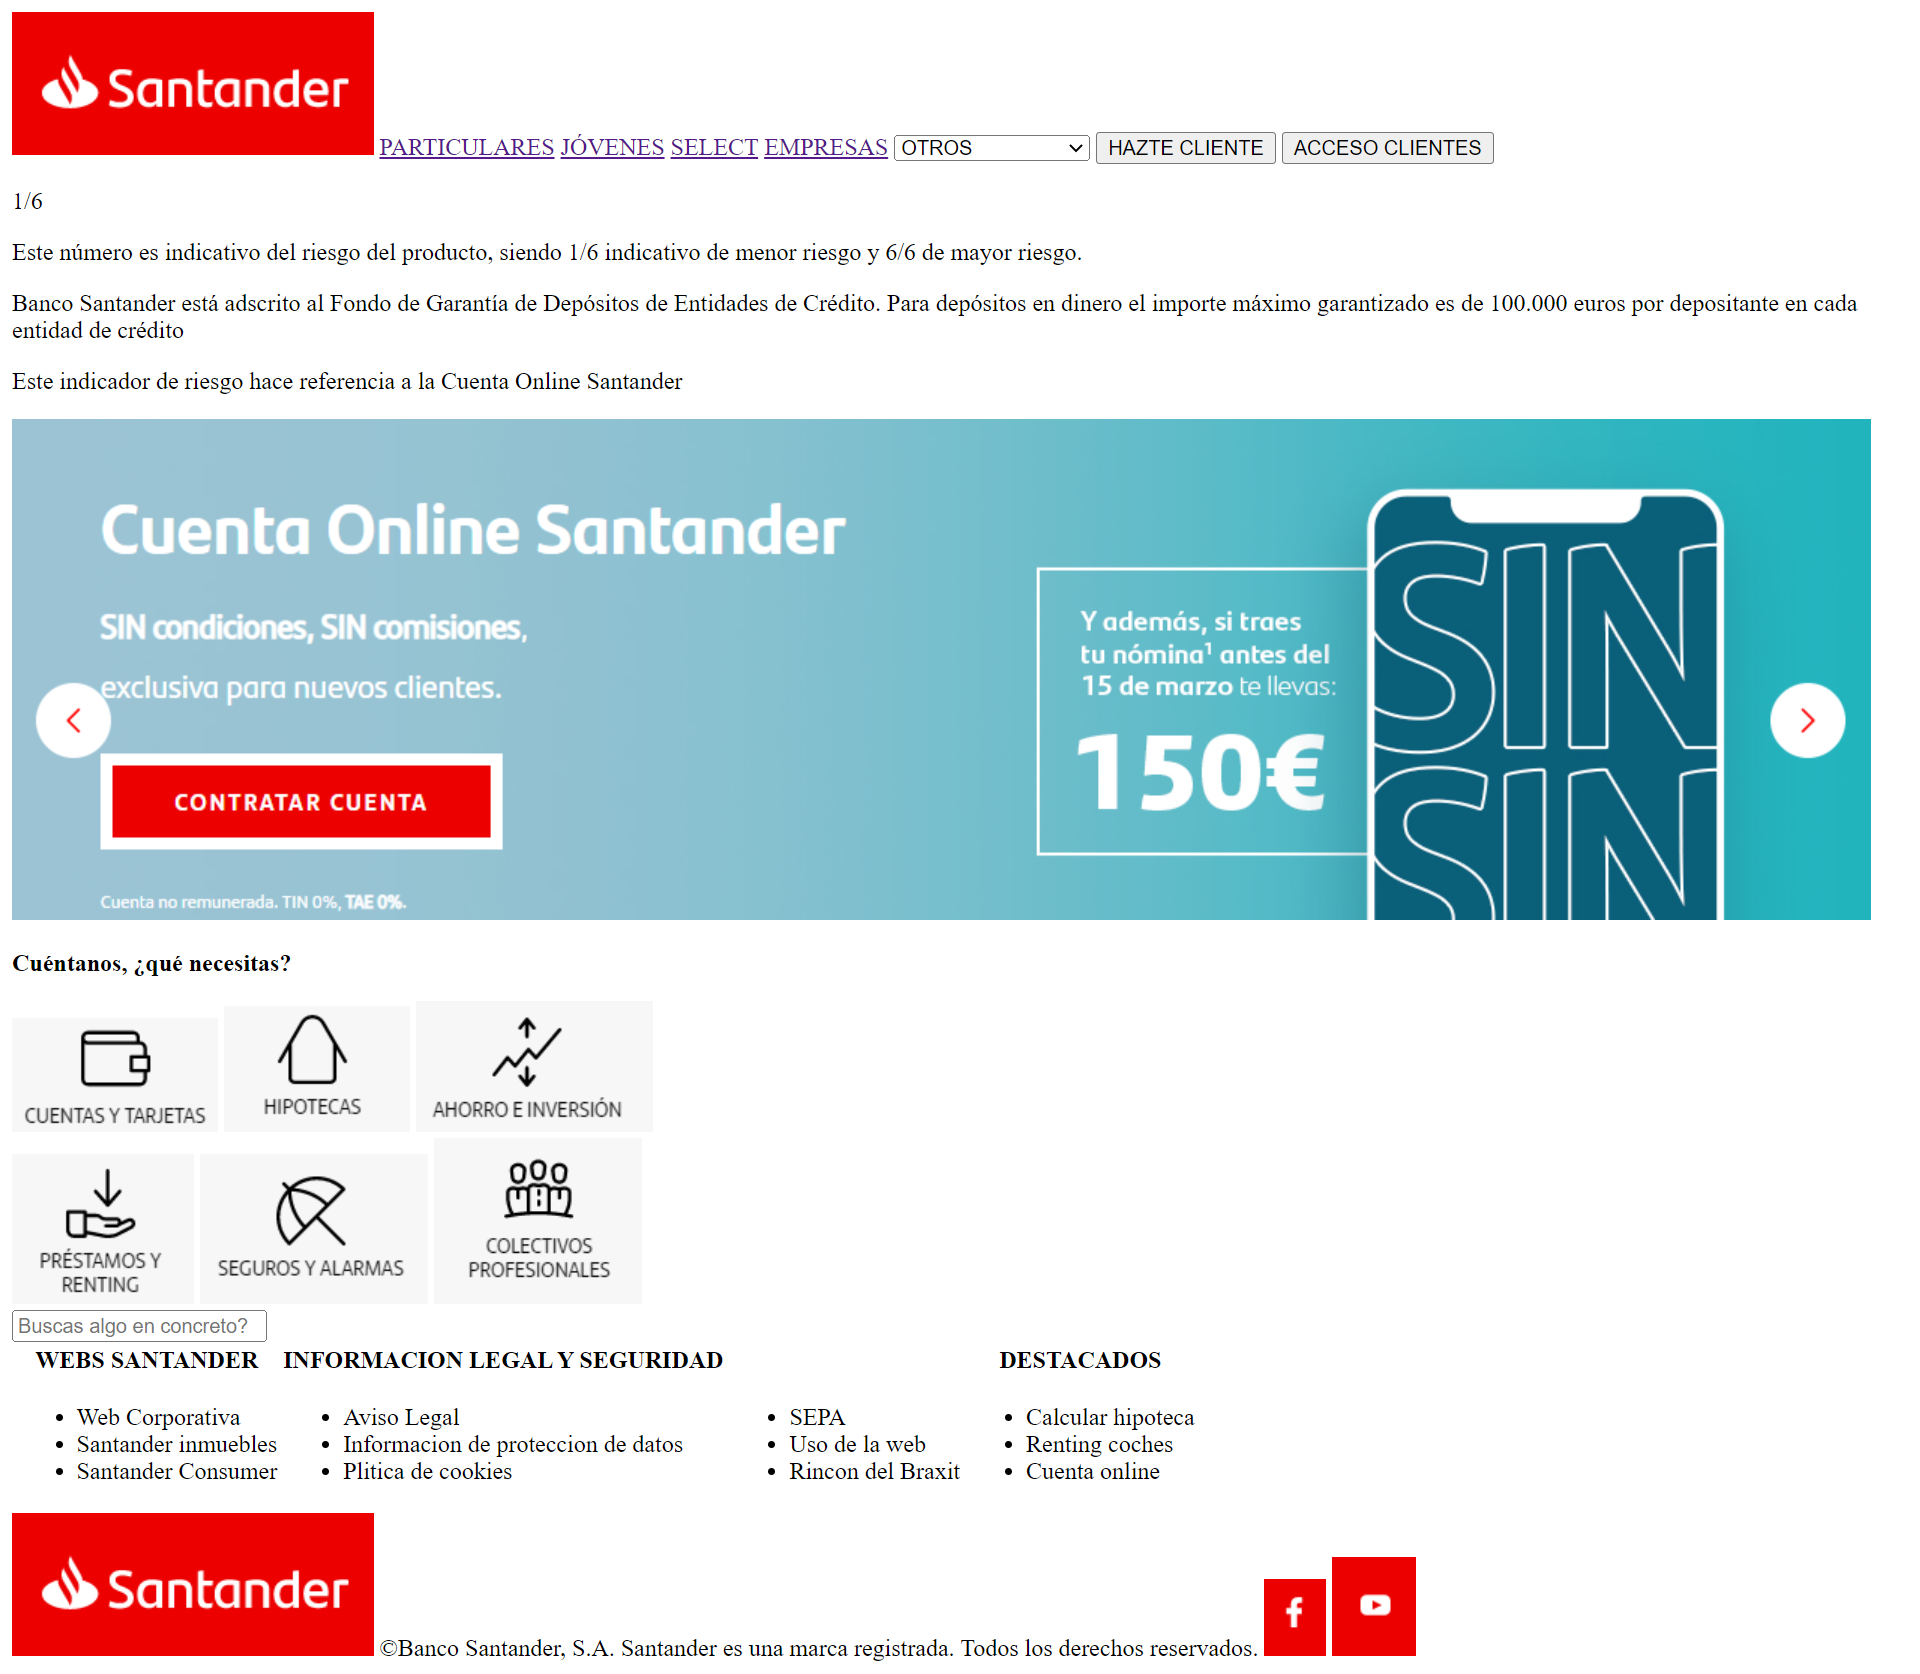 Santander
PARTICULARES JÓVENES SELECT EMPRESAS OTROS HAZTE CLIENTE ACCESO CLIENTES
1/6
Este número es indicativo del riesgo del producto, siendo 1/6 indicativo de menor riesgo y 6/6 de mayor riesgo.
Banco Santander está adscrito al Fondo de Garantía de Depósitos de Entidades de Crédito. Para depósitos en dinero el importe máximo garantizado es de 100.000 euros por depositante en cada
entidad de crédito
Este indicador de riesgo hace referencia a la Cuenta Online Santander
Cuenta Online Santander
SIN condiciones, SIN comisiones,
exclusiva para nuevos clientes.
CONTRATAR CUENTA
Cuenta no remunerada. TIN 0%, TAE 0%.
Y además, si traes
tu nómina¹ antes del
15 de marzo te llevas:
150€
SIN
SIN
Cuéntanos, ¿qué necesitas?
CUENTAS Y TARJETAS
HIPOTECAS
AHORRO E INVERSIÓN
PRÉSTAMOS Y
RENTING
SEGUROS Y ALARMAS
COLECTIVOS
PROFESIONALES
Buscas algo en concreto?
WEBS SANTANDER
Web Corporativa
Santander inmuebles
Santander Consumer
INFORMACION LEGAL Y SEGURIDAD
Aviso Legal
Informacion de proteccion de datos
Plitica de cookies
SEPA
Uso de la web
Rincon del Braxit
DESTACADOS
Calcular hipoteca
Renting coches
Cuenta online
Santander
©Banco Santander, S.A. Santander es una marca registrada. Todos los derechos reservados.